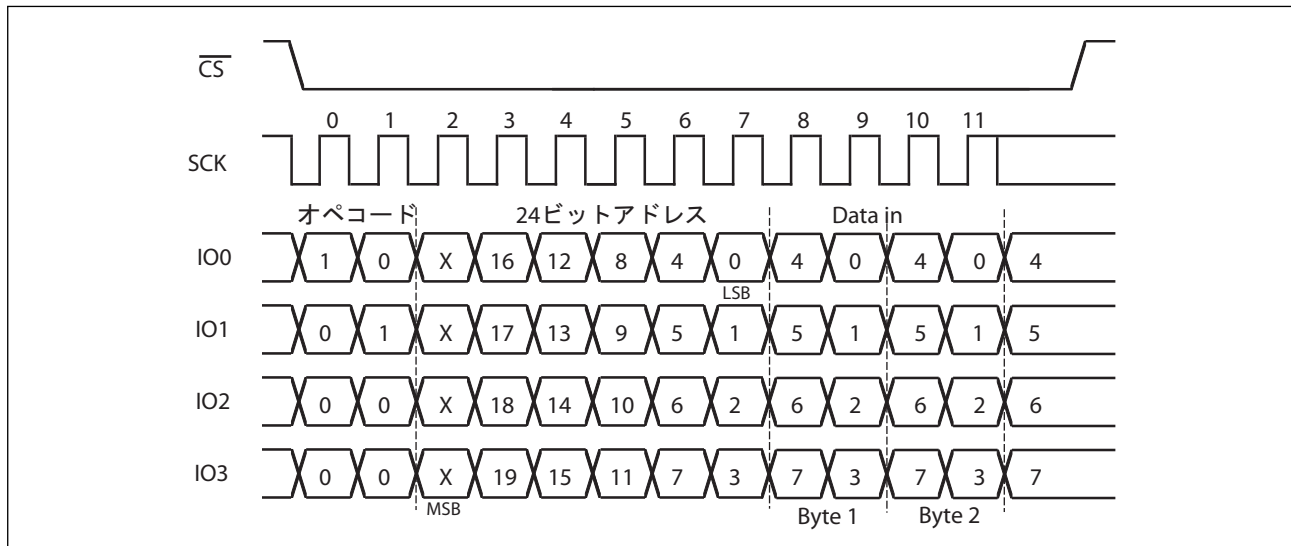 CS
0 1 2 3 4 5 6 7 8 9 10 11
SCK
オペコード 24ビットアドレス Data in
IO0 1 0 X 16 12 8 4 0 4 0 4 0 4
LSB
IO1 0 1 X 17 13 9 5 1 5 1 5 1 5
IO2 0 0 X 18 14 10 6 2 6 2 6 2 6
IO3 0 0 X 19 15 11 7 3 7 3 7 3 7
MSB
Byte 1 Byte 2